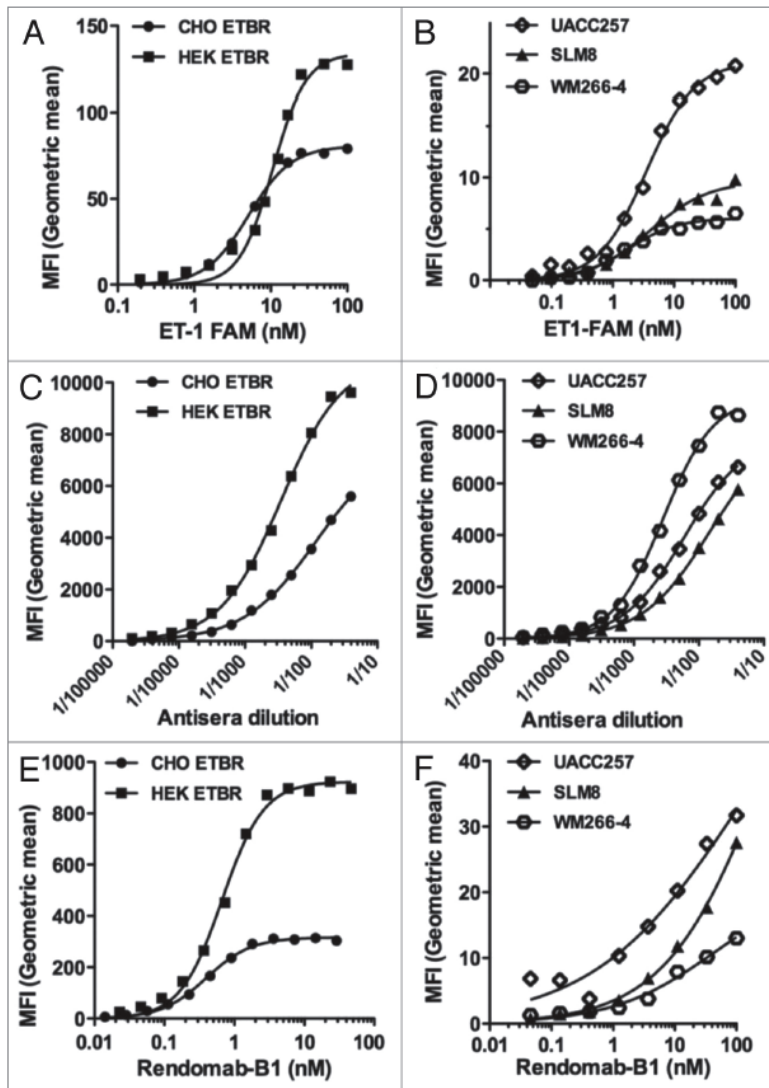 A
CHO ETBR
HEK ETBR
MFI (Geometric mean)
150
100
50
0
0.1
1
10
100
ET-1 FAM (nM)
B
UACC257
SLM8
WM266-4
MFI (Geometric mean)
20
10
0
0.1
1
10
100
ET1-FAM (nM)
C
CHO ETBR
HEK ETBR
MFI (Geometric mean)
10000
8000
6000
4000
2000
0
1/100000
1/10000
1/1000
1/100
1/10
Antisera dilution
D
UACC257
SLM8
WM266-4
MFI (Geometric mean)
10000
8000
6000
4000
2000
0
1/100000
1/10000
1/1000
1/100
1/10
Antisera dilution
E
CHO ETBR
HEK ETBR
MFI (Geometric mean)
1000
800
600
400
200
0
0.01
0.1
1
10
100
Rendomab-B1 (nM)
F
UACC257
SLM8
WM266-4
MFI (Geometric mean)
40
30
20
10
0
0.01
0.1
1
10
100
Rendomab-B1 (nM)